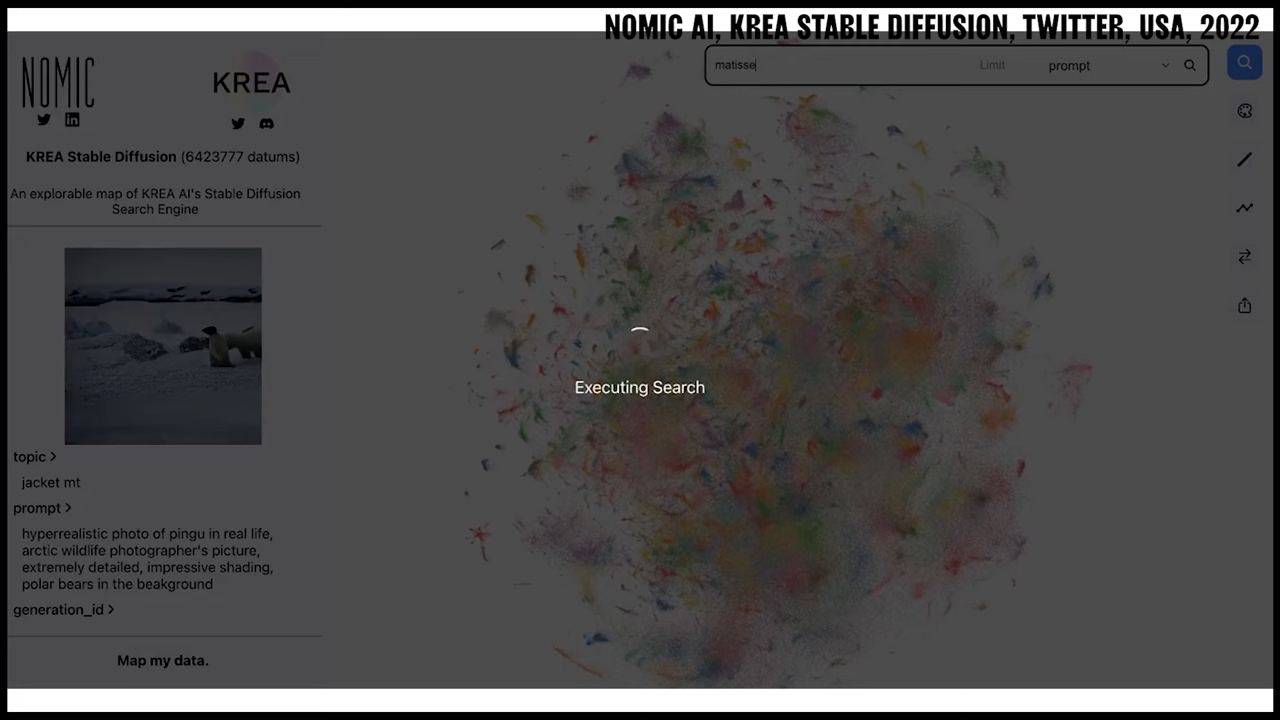 NOMIC AI, KREA STABLE DIFFUSION, TWITTER, USA, 2022
matisse Limit prompt
NOMIC
KREA
KREA Stable Diffusion (6423777 datums)
An explorable map of KREA AI's Stable Diffusion
Search Engine
Executing Search
topic >
jacket mt
prompt >
hyperrealistic photo of pingu in real life,
arctic wildlife photographer's picture,
extremely detailed, impressive shading,
polar bears in the beakground
generation_id >
Map my data.